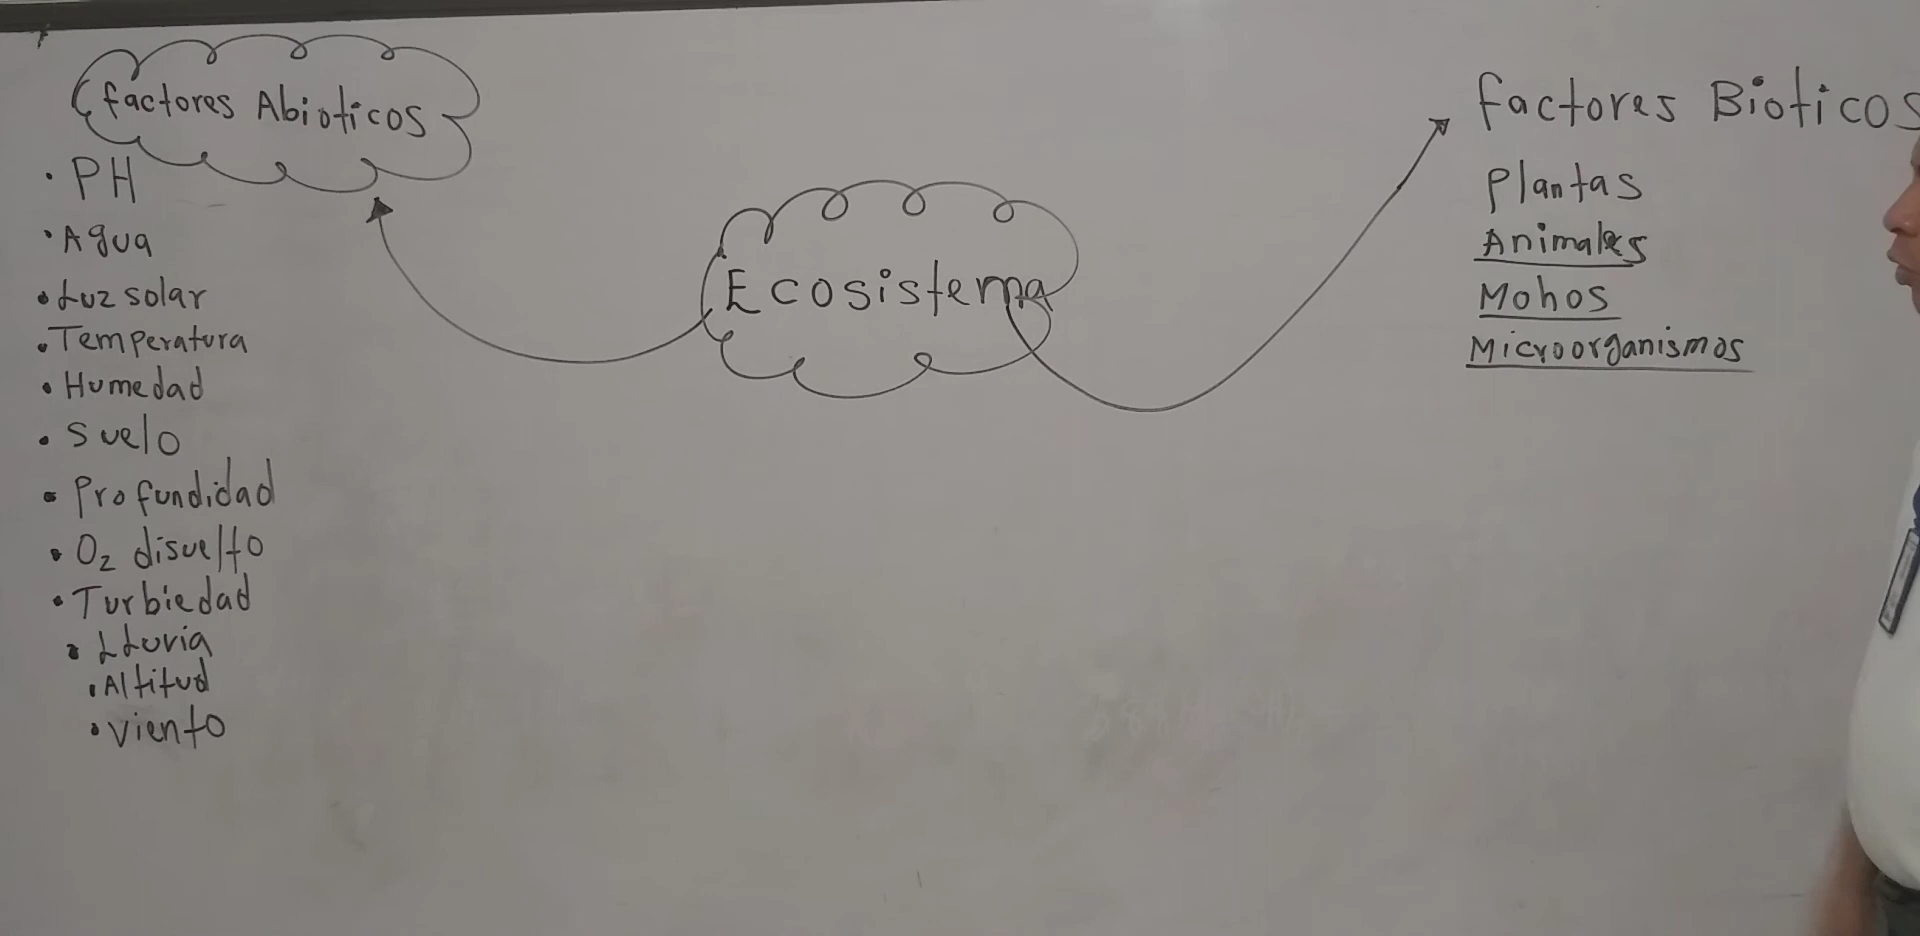 factores Abioticos
• PH
• Agua
• Luz solar
• Temperatura
• Humedad
• Suelo
• Profundidad
• O₂ disuelto
• Turbiedad
• LLuvia
• Altitud
• Viento
Ecosistema
factores Bioticos
Plantas
Animales
Mohos
Microorganismos